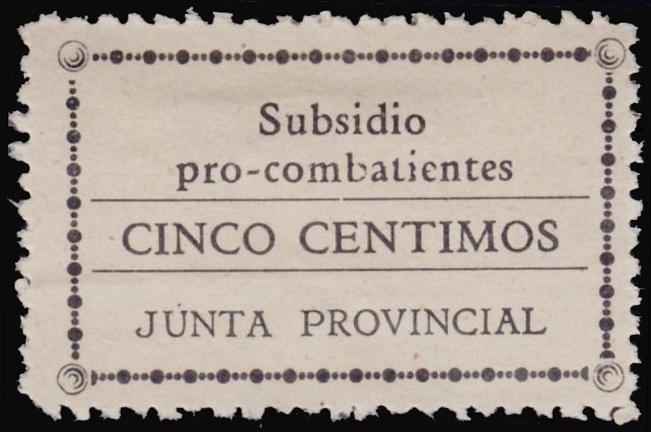 Subsidio
pro-combatientes
CINCO CENTIMOS
JUNTA PROVINCIAL